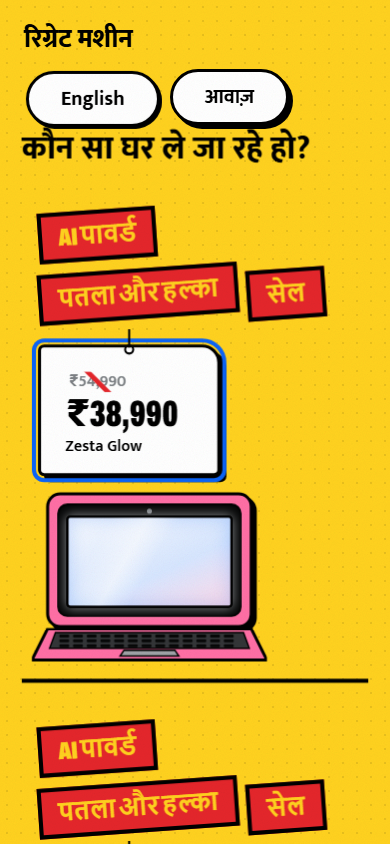 रिग्रेट मशीन
English
आवाज़
कौन सा घर ले जा रहे हो?
AI पावर्ड
पतला और हल्का
सेल
₹54,990
₹38,990
Zesta Glow
AI पावर्ड
पतला और हल्का
सेल